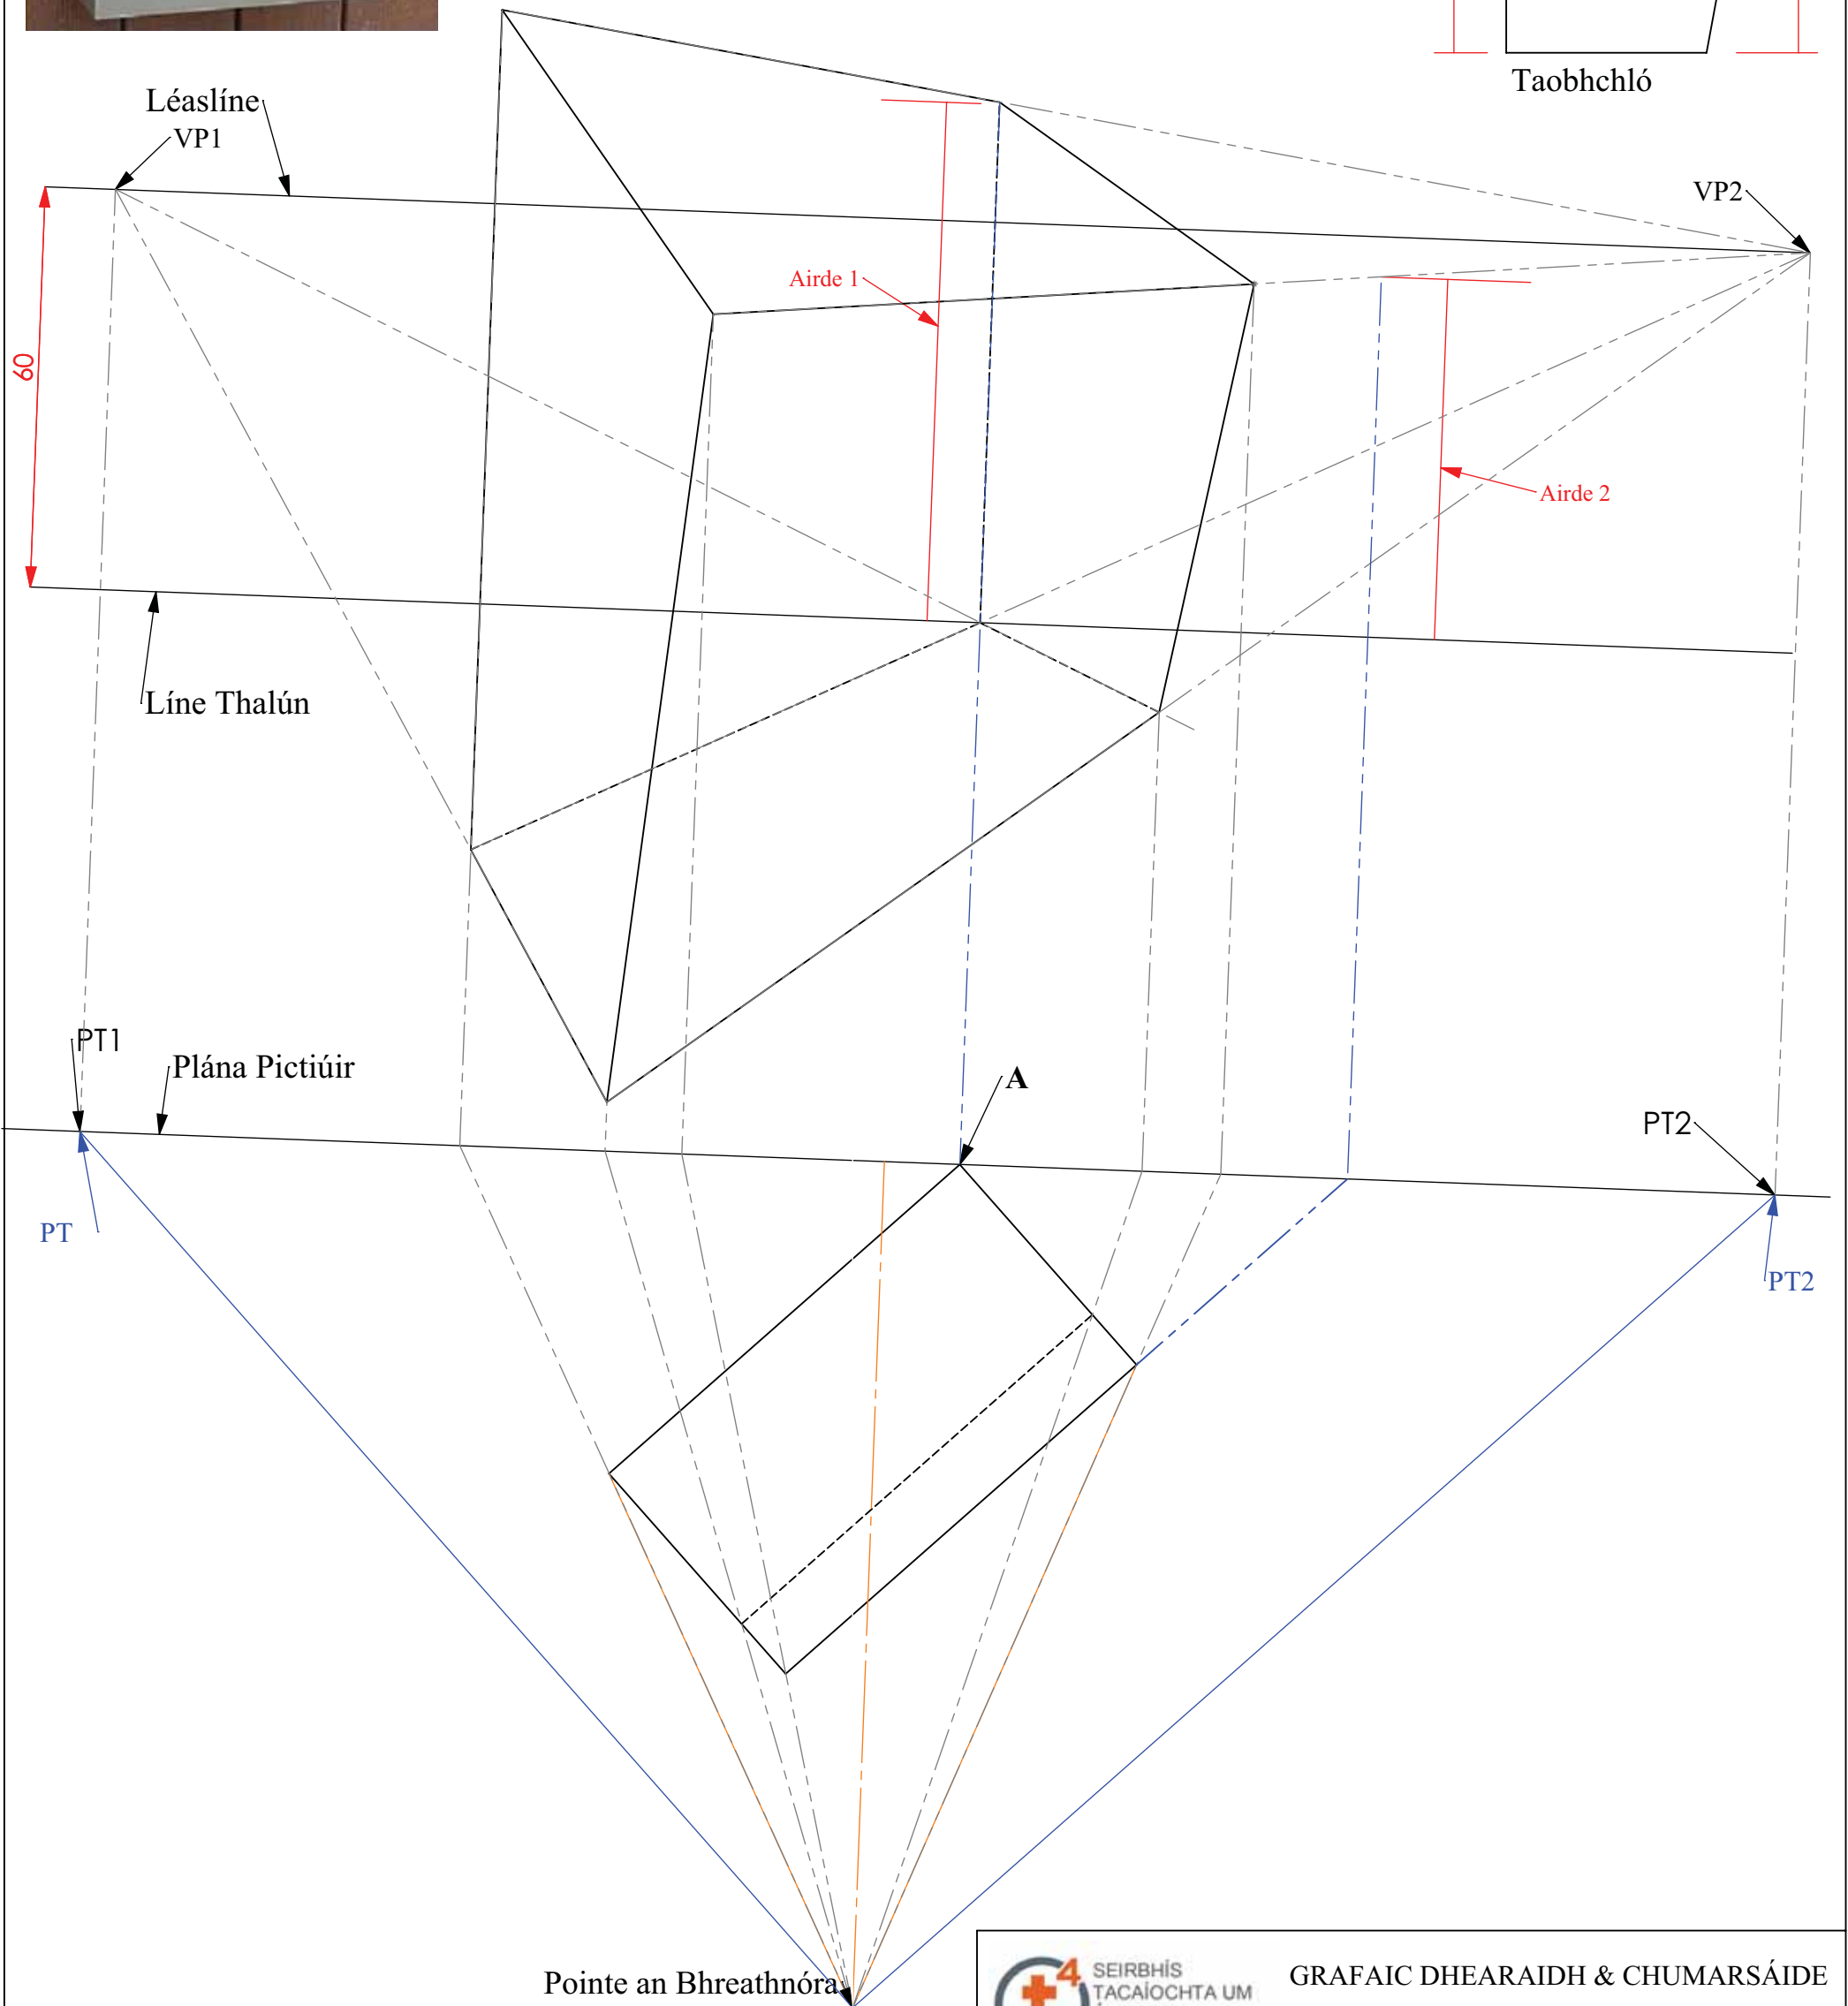 Taobhchló
Léaslíne
VP1
VP2
Airde 1
60
Airde 2
Líne Thalún
PT1
Plána Pictiúir
A
PT2
PT
PT2
Pointe an Bhreathnóra
4
SEIRBHÍS
TACAÍOCHTA UM
GRAFAIC DHEARAIDH & CHUMARSÁIDE